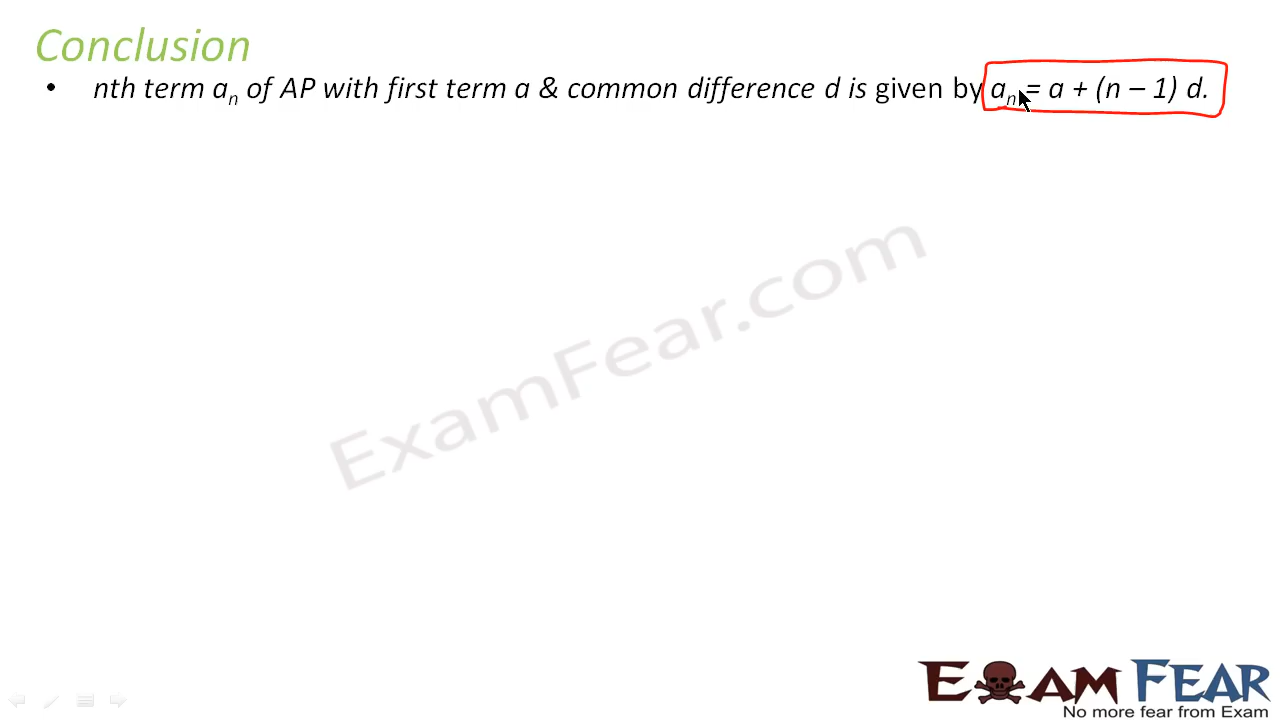 Conclusion
• nth term aₙ of AP with first term a & common difference d is given by aₙ = a + (n – 1) d.
ExamFear.com
EXAM FEAR
No more fear from Exam